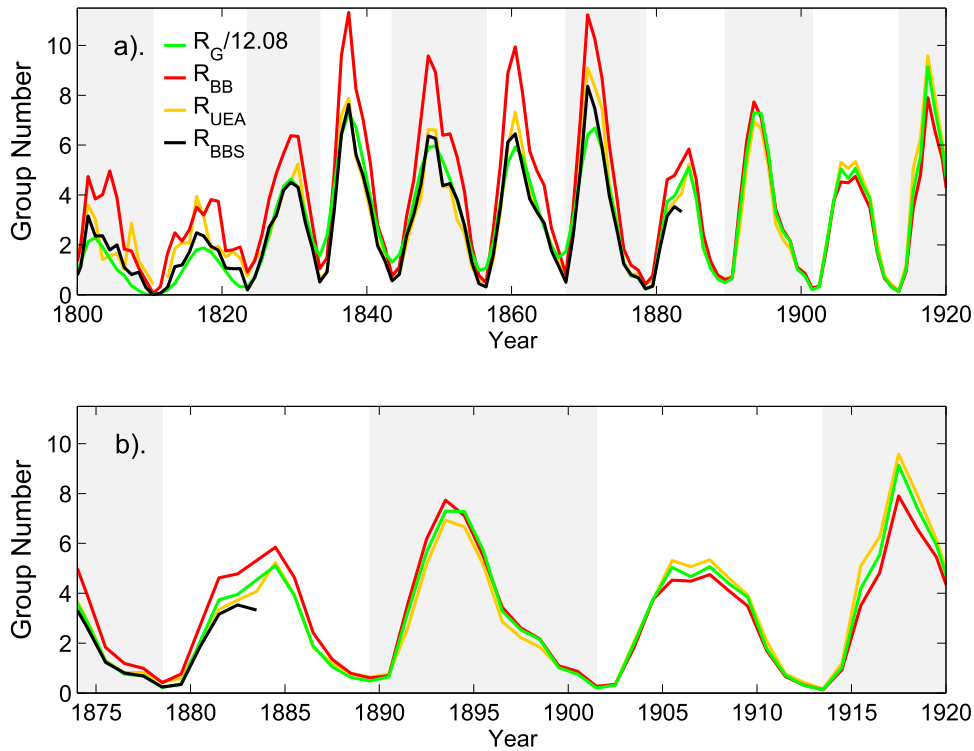 a).
R_G/12.08
R_BB
R_UEA
R_BBS
Group Number
10
8
6
4
2
0
1800 1820 1840 1860 1880 1900 1920
Year
b).
Group Number
10
8
6
4
2
0
1875 1880 1885 1890 1895 1900 1905 1910 1915 1920
Year